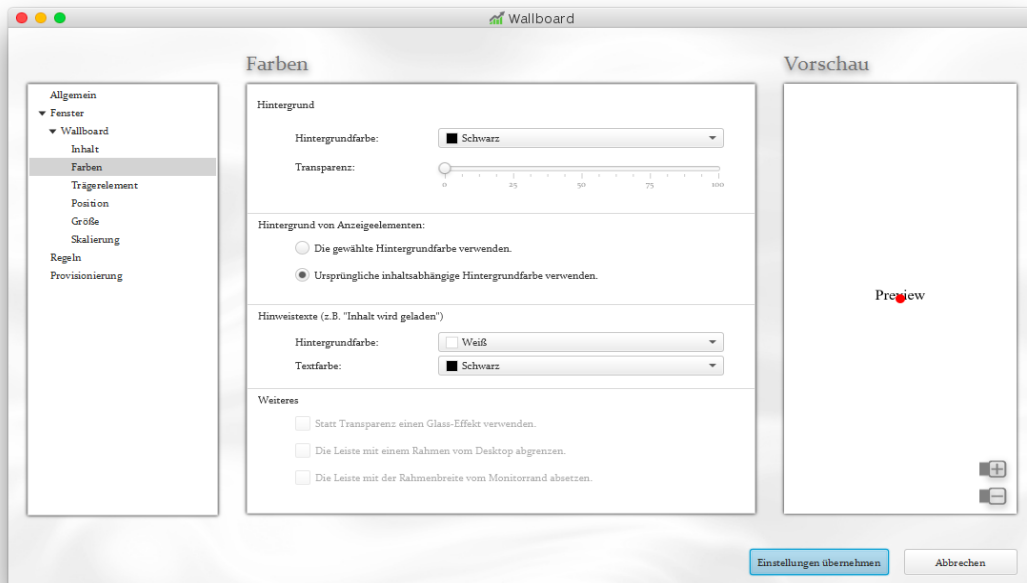 Wallboard
Farben
Vorschau
Allgemein
Fenster
Wallboard
Inhalt
Farben
Trägerelement
Position
Größe
Skalierung
Regeln
Provisionierung
Hintergrund
Hintergrundfarbe: Schwarz
Transparenz:
0 25 50 75 100
Hintergrund von Anzeigeelementen:
Die gewählte Hintergrundfarbe verwenden.
Ursprüngliche inhaltsabhängige Hintergrundfarbe verwenden.
Hinweistexte (z.B. "Inhalt wird geladen")
Hintergrundfarbe: Weiß
Textfarbe: Schwarz
Weiteres
Statt Transparenz einen Glass-Effekt verwenden.
Die Leiste mit einem Rahmen vom Desktop abgrenzen.
Die Leiste mit der Rahmenbreite vom Monitorrand absetzen.
Preview
Einstellungen übernehmen
Abbrechen